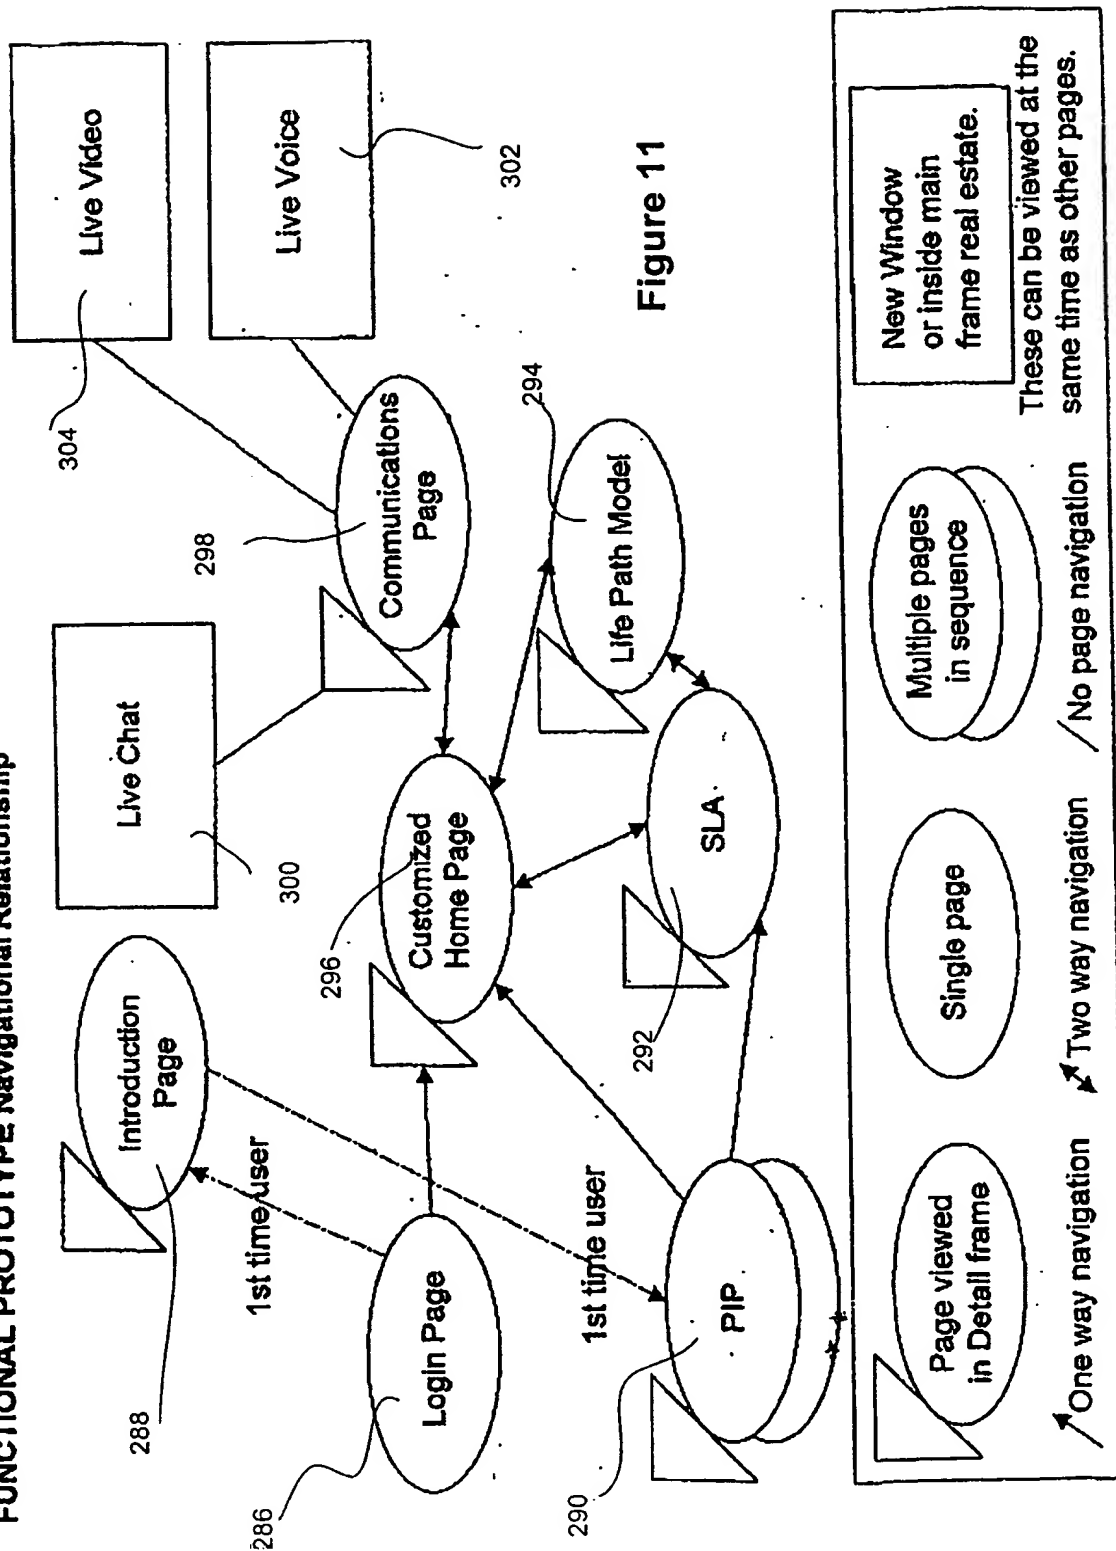 FUNCTIONAL PROTOTYPE Navigational Relationship
Live Video
304
Live Voice
302
Live Chat
300
Introduction
Page
288
1st time user
Communications
Page
298
Customized
Home Page
296
Life Path Model
294
Login Page
286
SLA
292
1st time user
PIP
290
Figure 11
Page viewed
in Detail frame
Single page
Multiple pages
in sequence
New Window
or inside main
frame real estate.
These can be viewed at the
same time as other pages.
One way navigation
Two way navigation
No page navigation